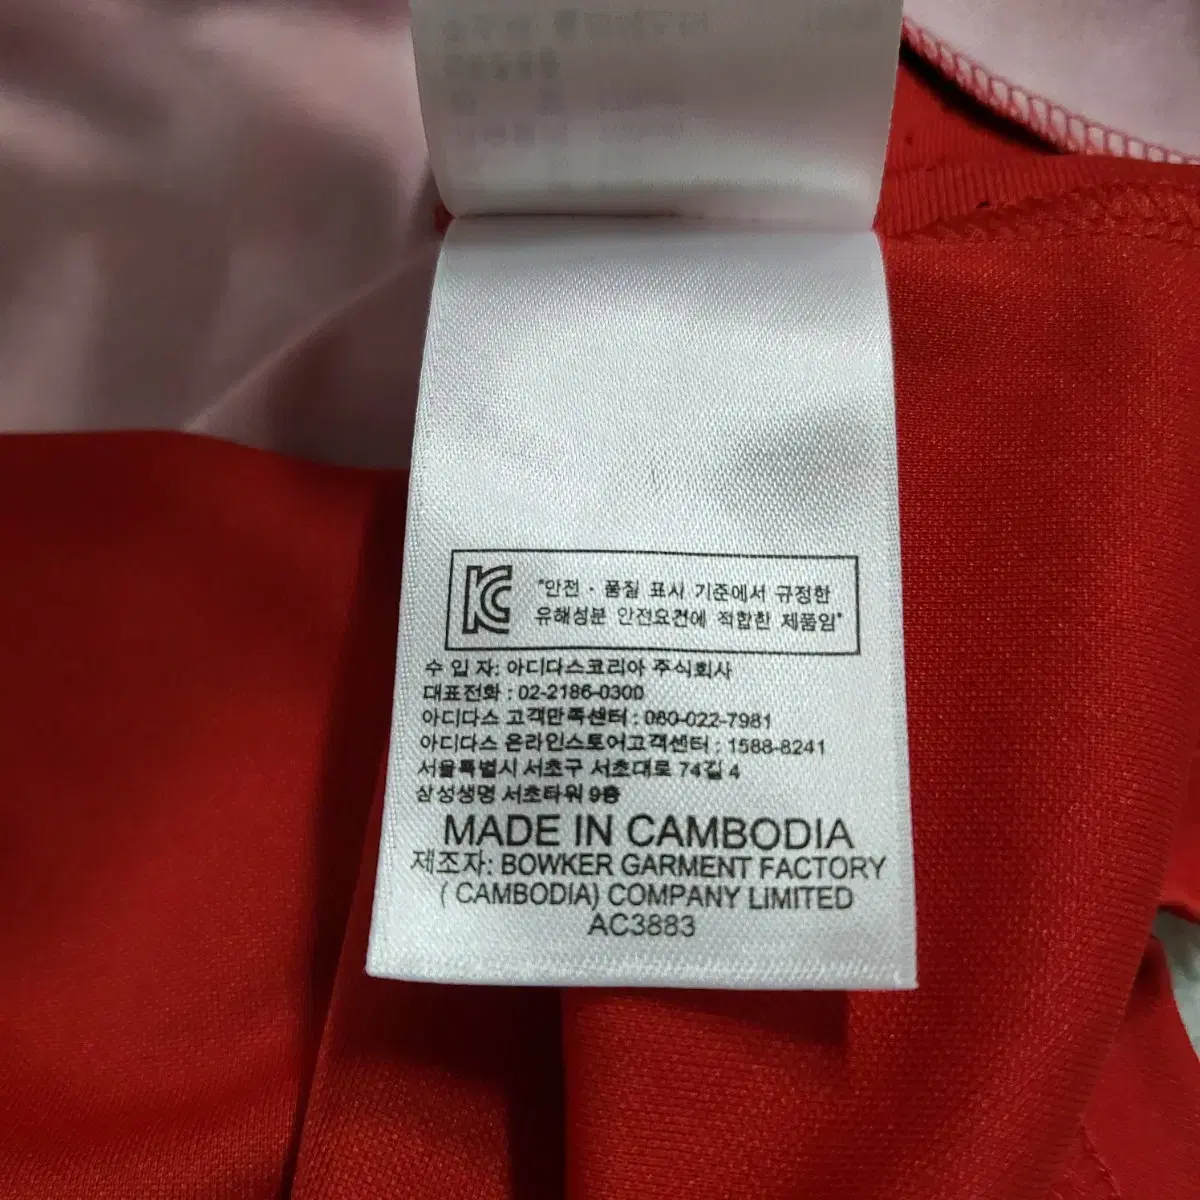 KC "안전 · 품질 표시 기준에서 규정한
유해성분 안전요건에 적합한 제품임"
수 입 자: 아디다스코리아 주식회사
대표전화 : 02-2186-0300
아디다스 고객만족센터 : 080-022-7981
아디다스 온라인스토어고객센터 : 1588-8241
서울특별시 서초구 서초대로 74길 4
삼성생명 서초타워 9층
MADE IN CAMBODIA
제조자: BOWKER GARMENT FACTORY
( CAMBODIA) COMPANY LIMITED
AC3883